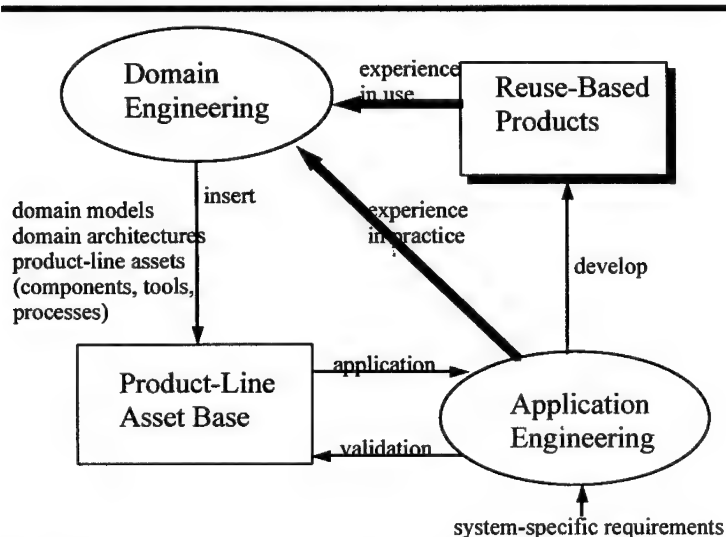 Domain
Engineering
experience
in use
Reuse-Based
Products
insert
domain models
domain architectures
product-line assets
(components, tools,
processes)
experience
in practice
develop
Product-Line
Asset Base
application
validation
Application
Engineering
system-specific requirements